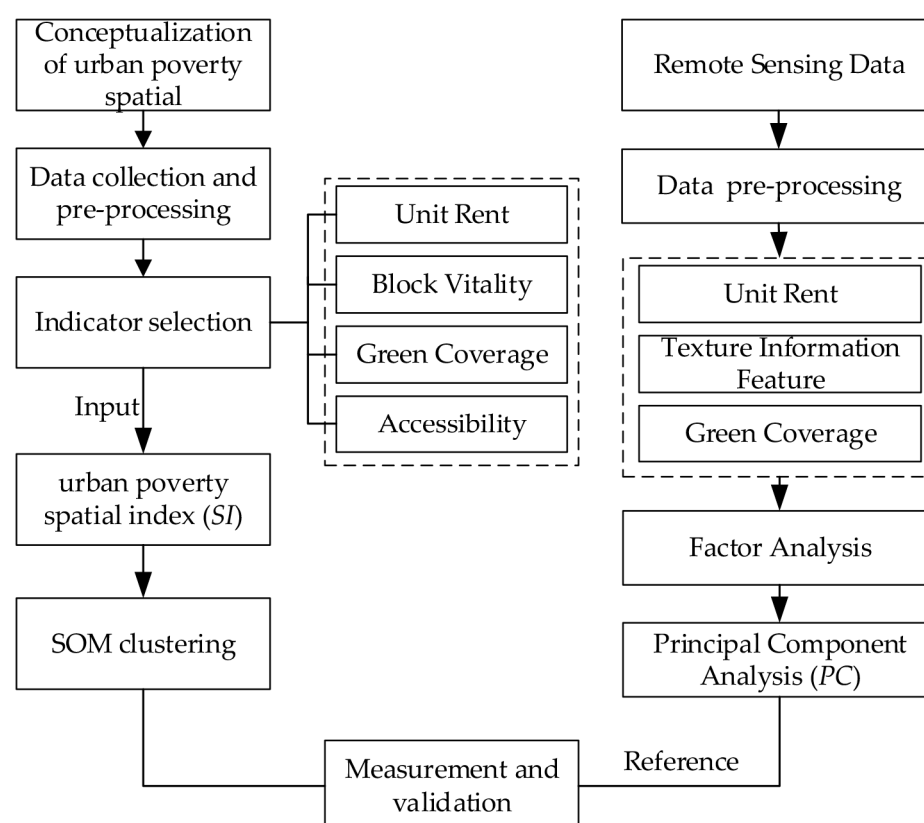 Conceptualization
of urban poverty
spatial
Data collection and
pre-processing
Indicator selection
Input
urban poverty
spatial index (SI)
SOM clustering
Unit Rent
Block Vitality
Green Coverage
Accessibility
Remote Sensing Data
Data pre-processing
Unit Rent
Texture Information
Feature
Green Coverage
Factor Analysis
Principal Component
Analysis (PC)
Reference
Measurement and
validation